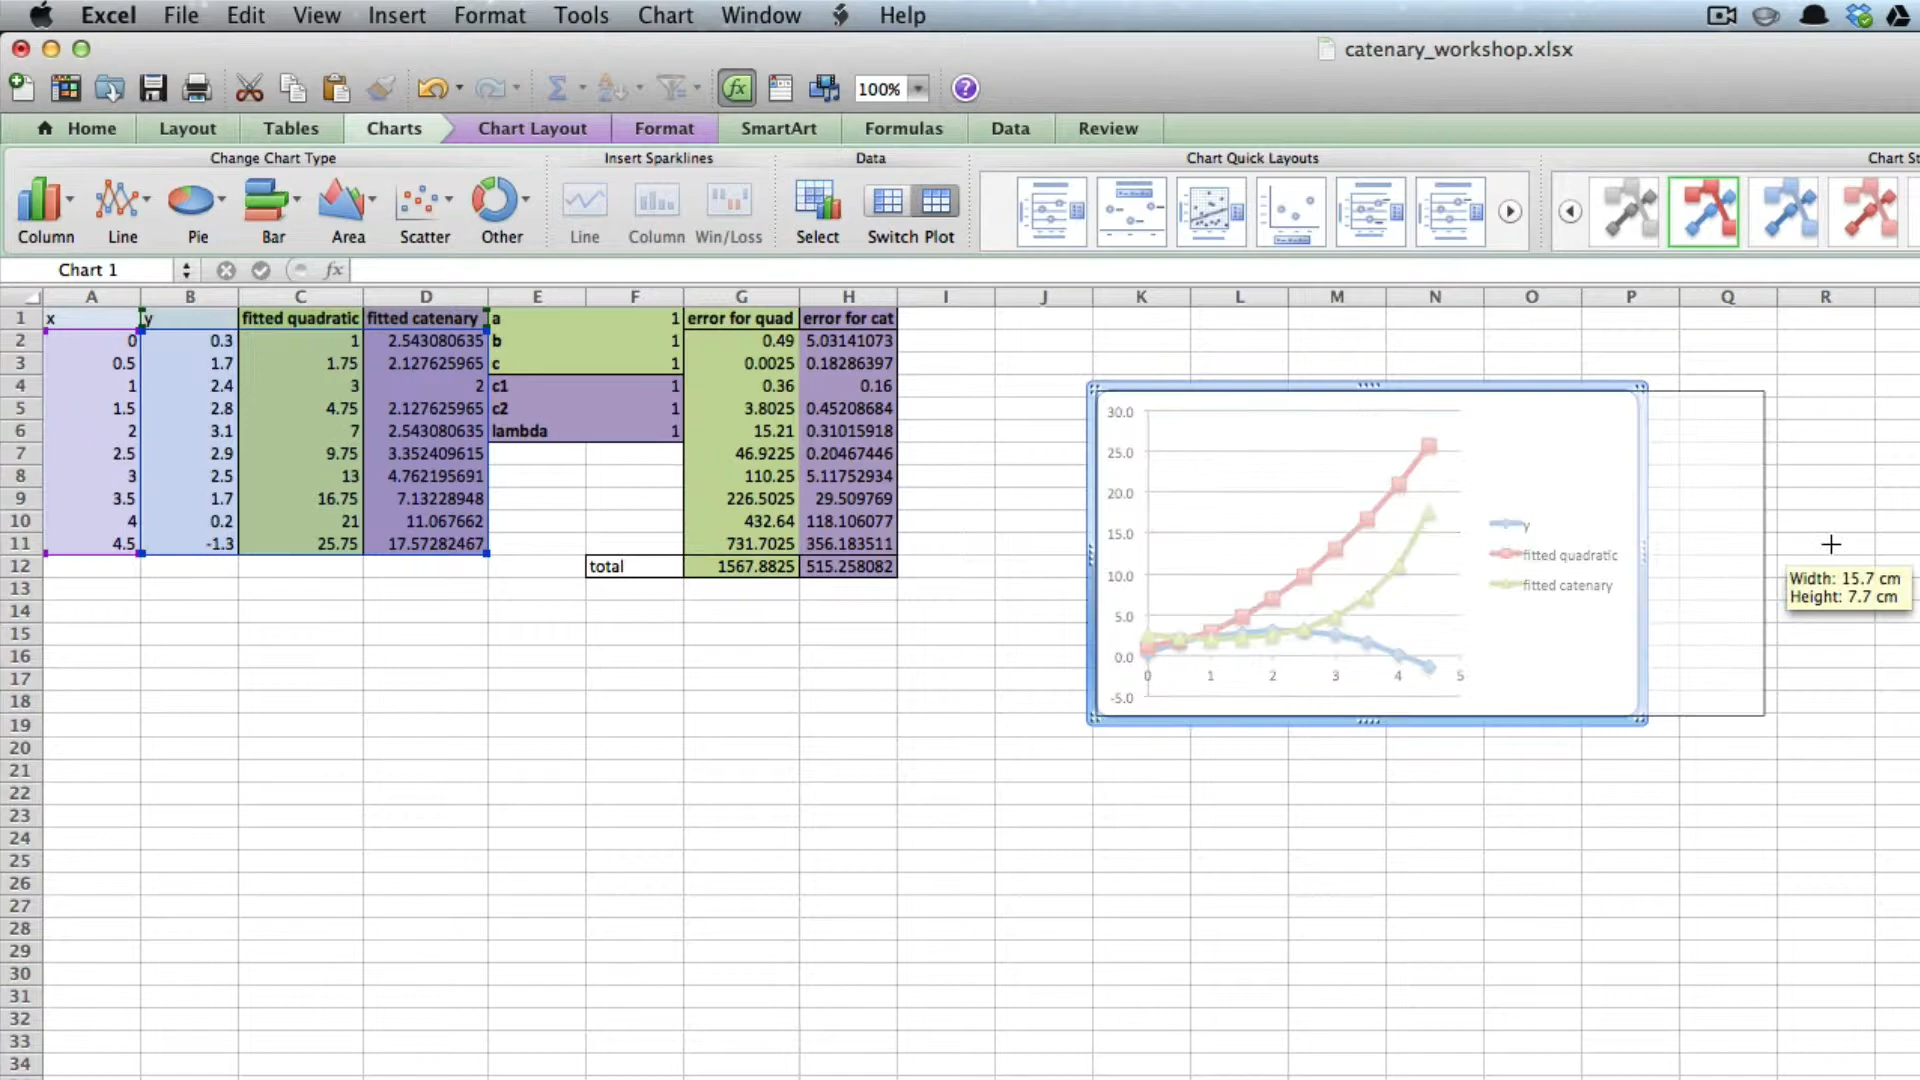 Excel File Edit View Insert Format Tools Chart Window Help
catenary_workshop.xlsx
100%
Home Layout Tables Charts Chart Layout Format SmartArt Formulas Data Review
Change Chart Type Insert Sparklines Data Chart Quick Layouts Chart St
Column Line Pie Bar Area Scatter Other Line Column Win/Loss Select Switch Plot
Chart 1 fx
A B C D E F G H I J K L M N O P Q R
1 x y fitted quadratic fitted catenary a 1 error for quad error for cat
2 0 0.3 1 2.543080635 b 1 0.49 5.03141073
3 0.5 1.7 1.75 2.127625965 c 1 0.0025 0.18286397
4 1 2.4 3 2 c1 1 0.36 0.16
5 1.5 2.8 4.75 2.127625965 c2 1 3.8025 0.45208684
6 2 3.1 7 2.543080635 lambda 1 15.21 0.31015918
7 2.5 2.9 9.75 3.352409615 46.9225 0.20467446
8 3 2.5 13 4.762195691 110.25 5.11752934
9 3.5 1.7 16.75 7.13228948 226.5025 29.509769
10 4 0.2 21 11.067662 432.64 118.106077
11 4.5 -1.3 25.75 17.57282467 731.7025 356.183511
12 total 1567.8825 515.258082
13
14
15
16
17
18
19
20
21
22
23
24
25
26
27
28
29
30
31
32
33
34
30.0
25.0
20.0
15.0
10.0
5.0
0.0
-5.0
0 1 2 3 4 5
y
fitted quadratic
fitted catenary
Width: 15.7 cm
Height: 7.7 cm